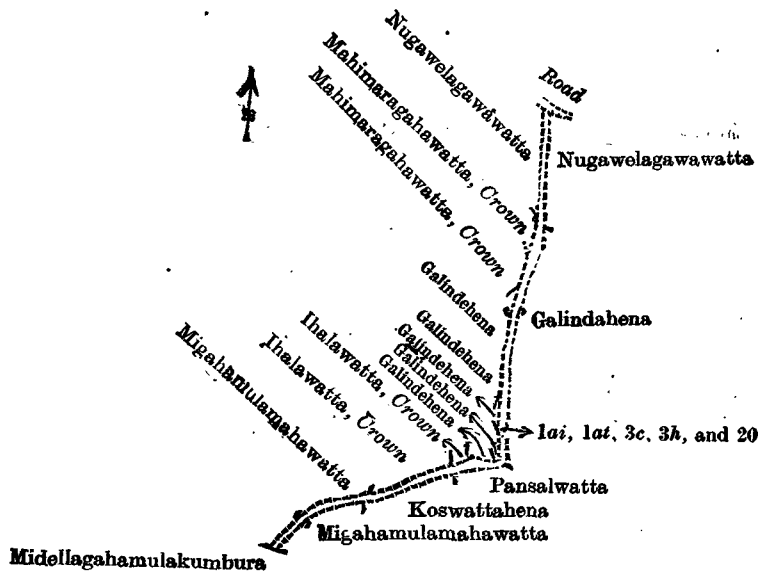 Road
Nugawelagawawatta
Mahimaragahawatta, Crown
Mahimaragahawatta, Crown
Nugawelagawawatta
Galindehena
Galindahena
Galindehena
Galindehena
Galindehena
Galindehena
Ihalawatta, Crown
Ihalawatta, Crown
Migahamulamahawatta
1ai, 1at, 3c, 3h, and 20
Pansalwatta
Koswattahena
Migahamulamahawatta
Midellagahamulakumbura